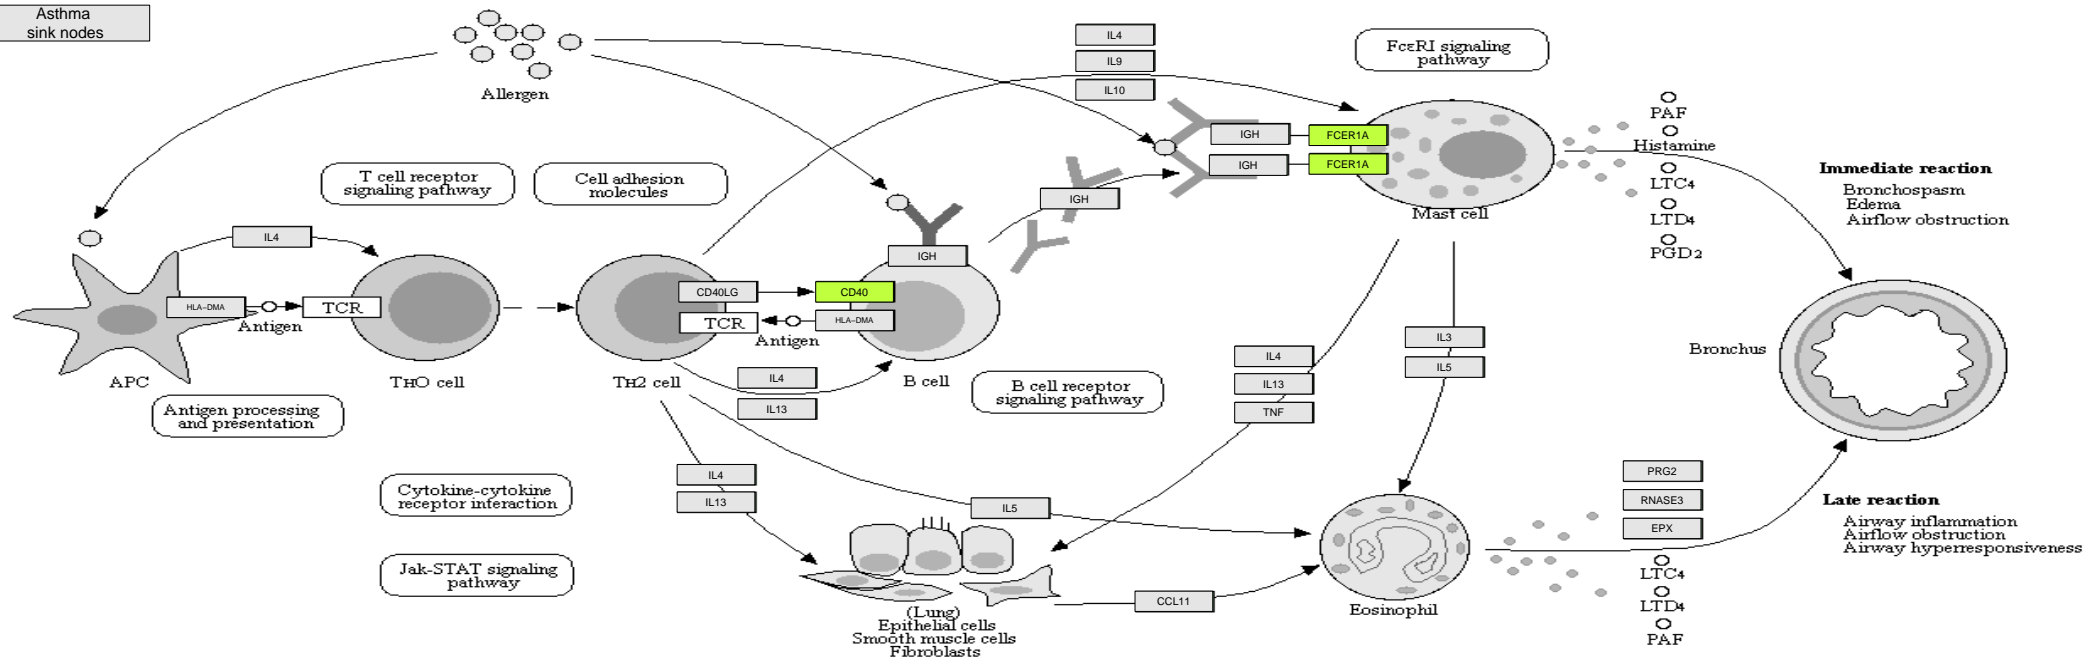 Asthma
sink nodes
Allergen
IL4
IL9
IL10
FcεRI signaling
pathway
IGH
FCER1A
IGH
FCER1A
Mast cell
PAF
Histamine
LTC4
LTD4
PGD2
Immediate reaction
Bronchospasm
Edema
Airflow obstruction
T cell receptor
signaling pathway
Cell adhesion
molecules
IGH
IL4
IGH
HLA−DMA
Antigen
TCR
CD40LG
CD40
TCR
HLA−DMA
Antigen
APC
TH0 cell
TH2 cell
B cell
IL4
IL13
B cell receptor
signaling pathway
IL4
IL13
TNF
IL3
IL5
Bronchus
Antigen processing
and presentation
Cytokine-cytokine
receptor interaction
IL4
IL13
IL5
Jak-STAT signaling
pathway
(Lung)
Epithelial cells
Smooth muscle cells
Fibroblasts
CCL11
Eosinophil
PRG2
RNASE3
EPX
LTC4
LTD4
PAF
Late reaction
Airway inflammation
Airflow obstruction
Airway hyperresponsiveness